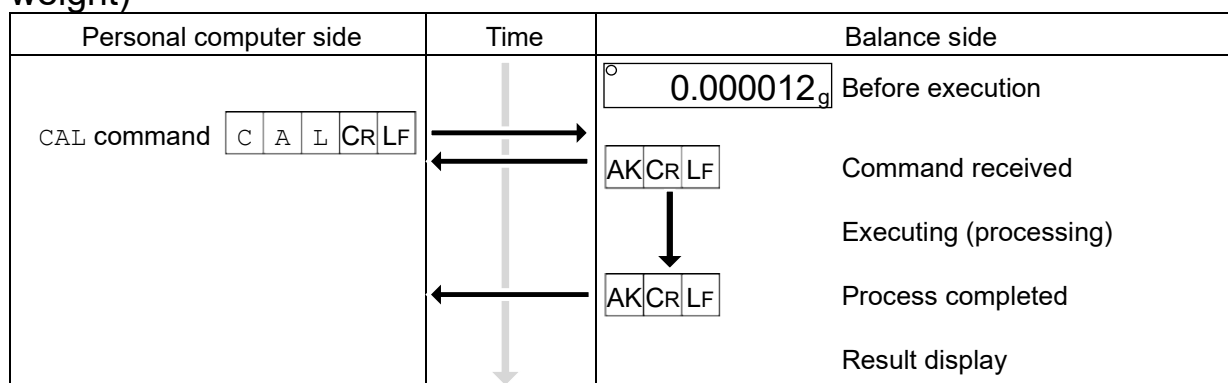 weight)
Personal computer side Time Balance side
0.000012 g Before execution
CAL command C A L CR LF
AK CR LF Command received
Executing (processing)
AK CR LF Process completed
Result display